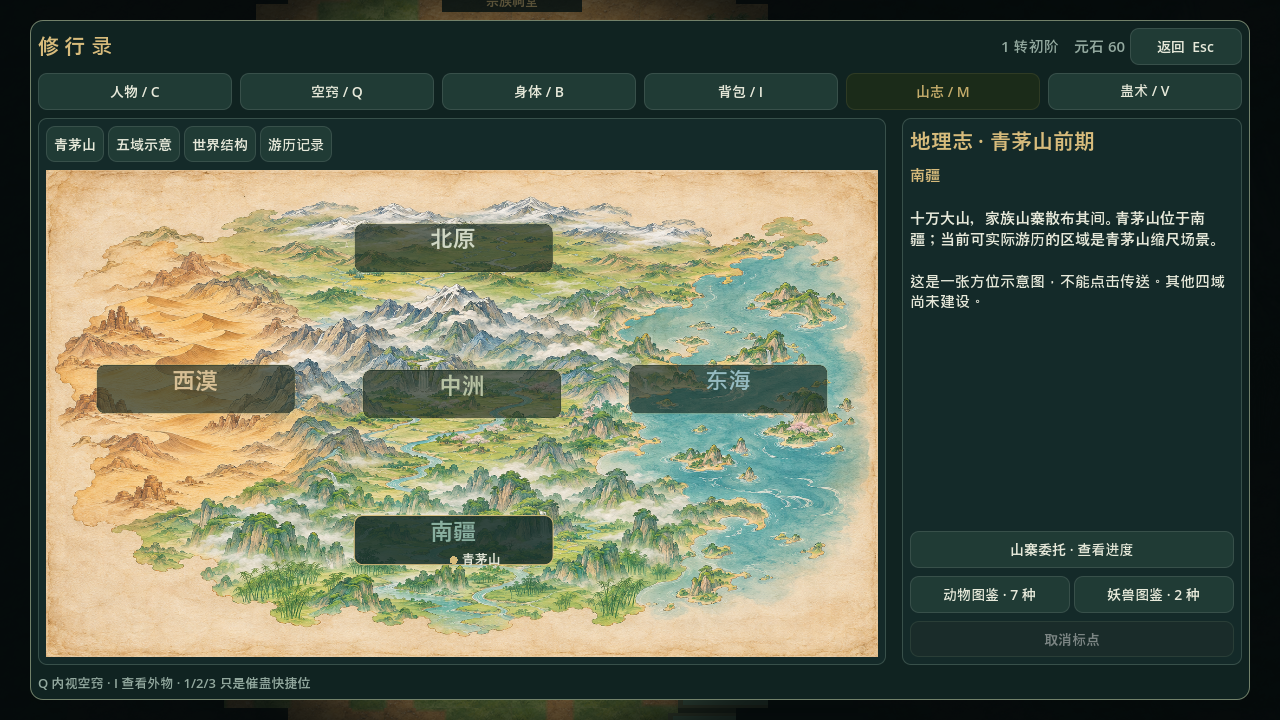 宗族祠堂
修行录
1 转初阶 元石 60
返回 Esc
人物 / C
空窍 / Q
身体 / B
背包 / I
山志 / M
蛊术 / V
青茅山
五域示意
世界结构
游历记录
北原
西漠
中洲
东海
南疆
青茅山
地理志 · 青茅山前期
南疆
十万大山，家族山寨散布其间。青茅山位于南
疆；当前可实际游历的区域是青茅山缩尺场景。
这是一张方位示意图，不能点击传送。其他四域
尚未建设。
山寨委托 · 查看进度
动物图鉴 · 7 种
妖兽图鉴 · 2 种
取消标点
Q 内视空窍 · I 查看外物 · 1/2/3 只是催蛊快捷位